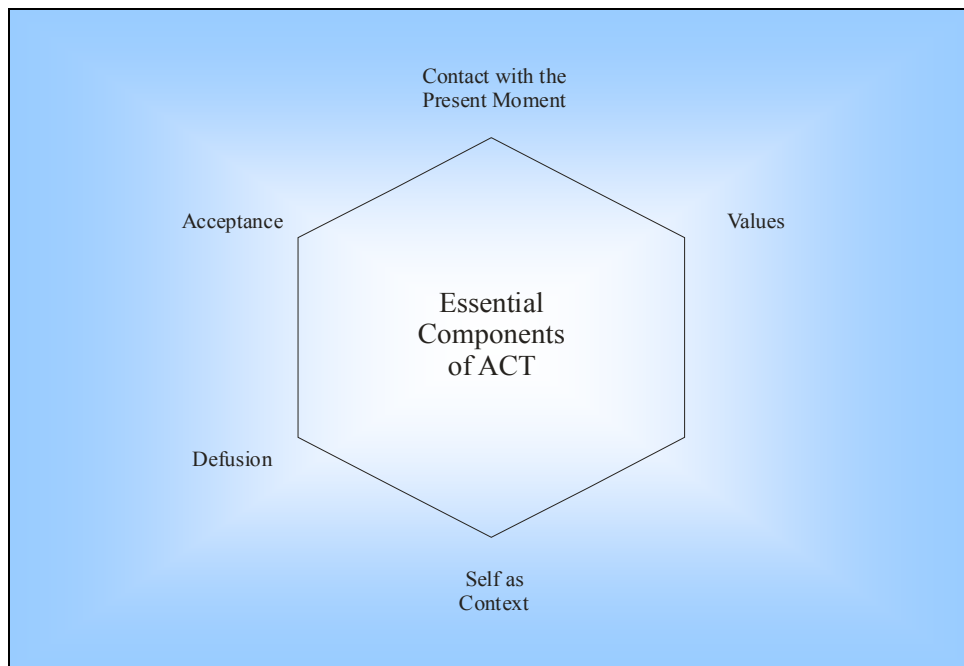 Contact with the
Present Moment
Acceptance
Values
Essential
Components
of ACT
Defusion
Self as
Context